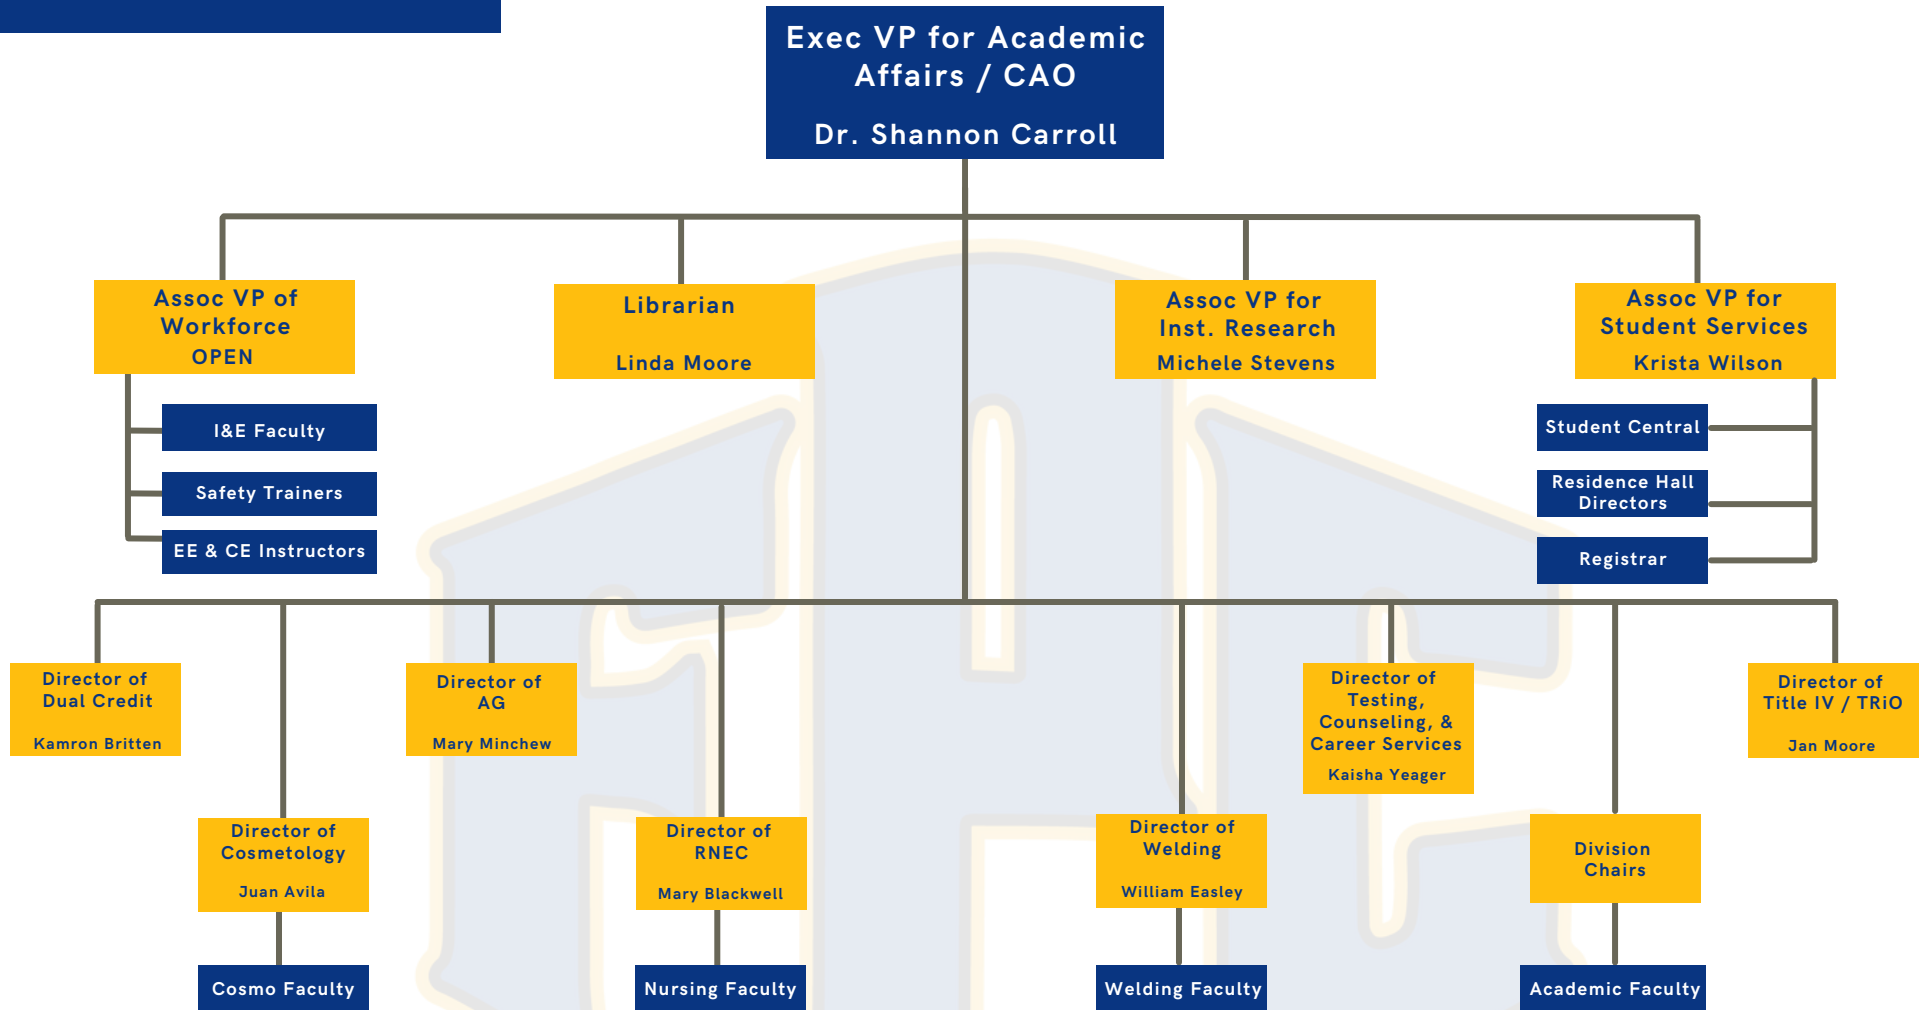 Exec VP for Academic
Affairs / CAO
Dr. Shannon Carroll
Assoc VP of
Workforce
OPEN
Librarian
Linda Moore
Assoc VP for
Inst. Research
Michele Stevens
Assoc VP for
Student Services
Krista Wilson
I&E Faculty
Safety Trainers
EE & CE Instructors
Student Central
Residence Hall
Directors
Registrar
Director of
Dual Credit
Kamron Britten
Director of
AG
Mary Minchew
Director of
Testing,
Counseling, &
Career Services
Kaisha Yeager
Director of
Title IV / TRiO
Jan Moore
Director of
Cosmetology
Juan Avila
Director of
RNEC
Mary Blackwell
Director of
Welding
William Easley
Division
Chairs
Cosmo Faculty
Nursing Faculty
Welding Faculty
Academic Faculty